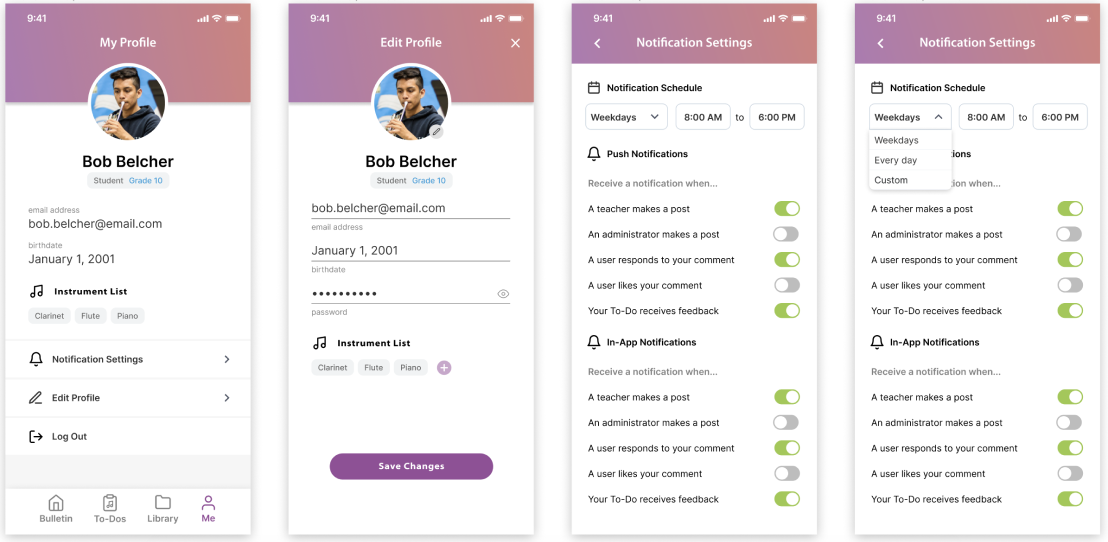 9:41
My Profile
Bob Belcher
Student Grade 10
email address
bob.belcher@email.com
birthdate
January 1, 2001
Instrument List
Clarinet Flute Piano
Notification Settings
Edit Profile
Log Out
Bulletin To-Dos Library Me
9:41
Edit Profile
Bob Belcher
Student Grade 10
bob.belcher@email.com
email address
January 1, 2001
birthdate
••••••••••
password
Instrument List
Clarinet Flute Piano
Save Changes
9:41
Notification Settings
Notification Schedule
Weekdays 8:00 AM to 6:00 PM
Push Notifications
Receive a notification when...
A teacher makes a post
An administrator makes a post
A user responds to your comment
A user likes your comment
Your To-Do receives feedback
In-App Notifications
Receive a notification when...
A teacher makes a post
An administrator makes a post
A user responds to your comment
A user likes your comment
Your To-Do receives feedback
9:41
Notification Settings
Notification Schedule
Weekdays 8:00 AM to 6:00 PM
Weekdays
Every day
Custom
ions
ion when...
A teacher makes a post
An administrator makes a post
A user responds to your comment
A user likes your comment
Your To-Do receives feedback
In-App Notifications
Receive a notification when...
A teacher makes a post
An administrator makes a post
A user responds to your comment
A user likes your comment
Your To-Do receives feedback